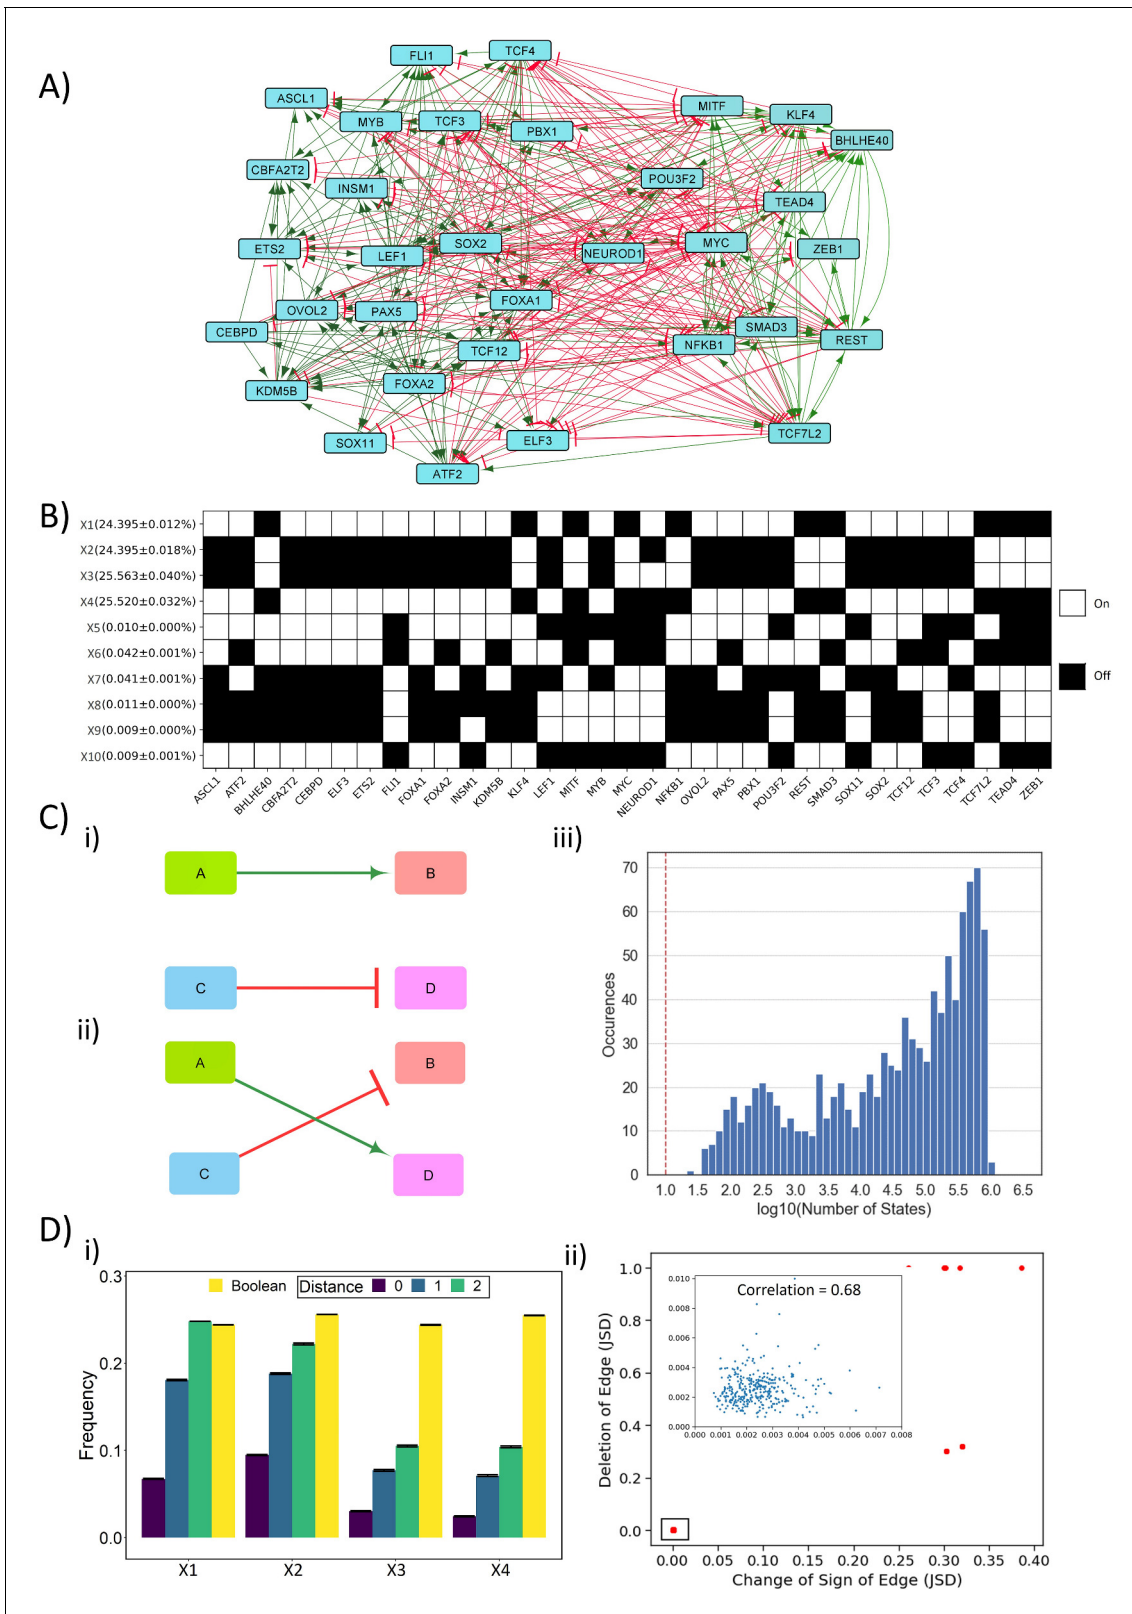 A)
FLI1
TCF4
ASCL1
MYB
TCF3
PBX1
MITF
KLF4
BHLHE40
CBFA2T2
INSM1
POU3F2
TEAD4
ETS2
LEF1
SOX2
NEUROD1
MYC
ZEB1
OVOL2
PAX5
FOXA1
CEBPD
TCF12
NFKB1
SMAD3
REST
KDM5B
FOXA2
SOX11
ELF3
TCF7L2
ATF2
B)
X1(24.395±0.012%)
X2(24.395±0.018%)
X3(25.563±0.040%)
X4(25.520±0.032%)
X5(0.010±0.000%)
X6(0.042±0.001%)
X7(0.041±0.001%)
X8(0.011±0.000%)
X9(0.009±0.000%)
X10(0.009±0.001%)
On
Off
ASCL1 ATF2 BHLHE40 CBFA2T2 CEBPD ELF3 ETS2 FLI1 FOXA1 FOXA2 INSM1 KDM5B KLF4 LEF1 MITF MYB MYC NEUROD1 NFKB1 OVOL2 PAX5 PBX1 POU3F2 REST SMAD3 SOX11 SOX2 TCF12 TCF3 TCF4 TCF7L2 TEAD4 ZEB1
C)
i)
A B
C D
ii)
A B
C D
iii)
Occurences
70
60
50
40
30
20
10
0
1.0 1.5 2.0 2.5 3.0 3.5 4.0 4.5 5.0 5.5 6.0 6.5
log10(Number of States)
D)
i)
Boolean Distance 0 1 2
Frequency
0.3
0.2
0.1
0.0
X1 X2 X3 X4
ii)
Deletion of Edge (JSD)
1.0
0.8
0.6
0.4
0.2
0.0
Correlation = 0.68
0.010
0.008
0.006
0.004
0.002
0.000
0.000 0.001 0.002 0.003 0.004 0.005 0.006 0.007 0.008
0.00 0.05 0.10 0.15 0.20 0.25 0.30 0.35 0.40
Change of Sign of Edge (JSD)